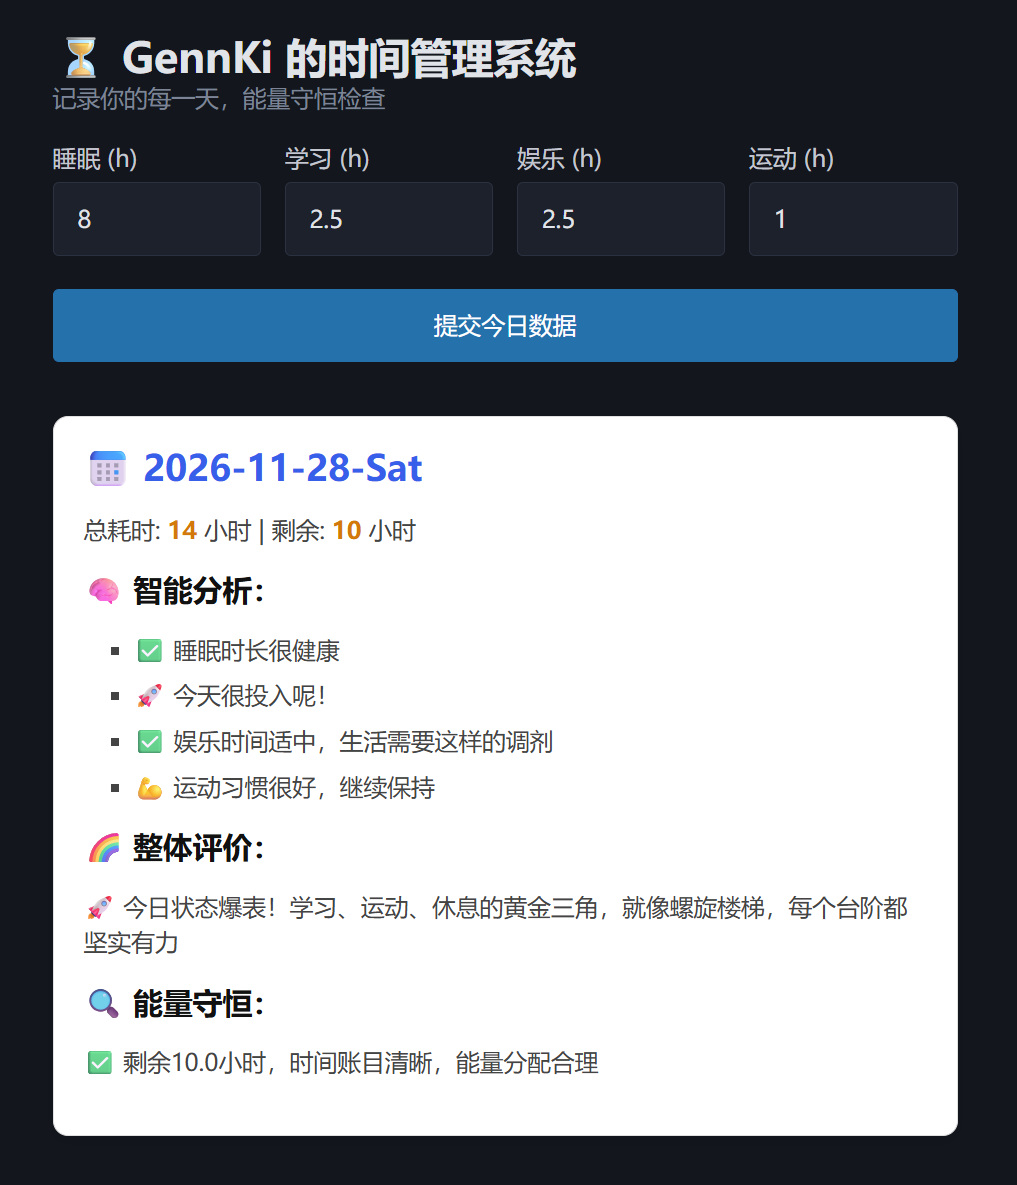 GennKi 的时间管理系统
记录你的每一天，能量守恒检查
睡眠 (h) 学习 (h) 娱乐 (h) 运动 (h)
8 2.5 2.5 1
提交今日数据
2026-11-28-Sat
总耗时: 14 小时 | 剩余: 10 小时
智能分析：
睡眠时长很健康
今天很投入呢！
娱乐时间适中，生活需要这样的调剂
运动习惯很好，继续保持
整体评价：
今日状态爆表！学习、运动、休息的黄金三角，就像螺旋楼梯，每个台阶都
坚实有力
能量守恒：
剩余10.0小时，时间账目清晰，能量分配合理